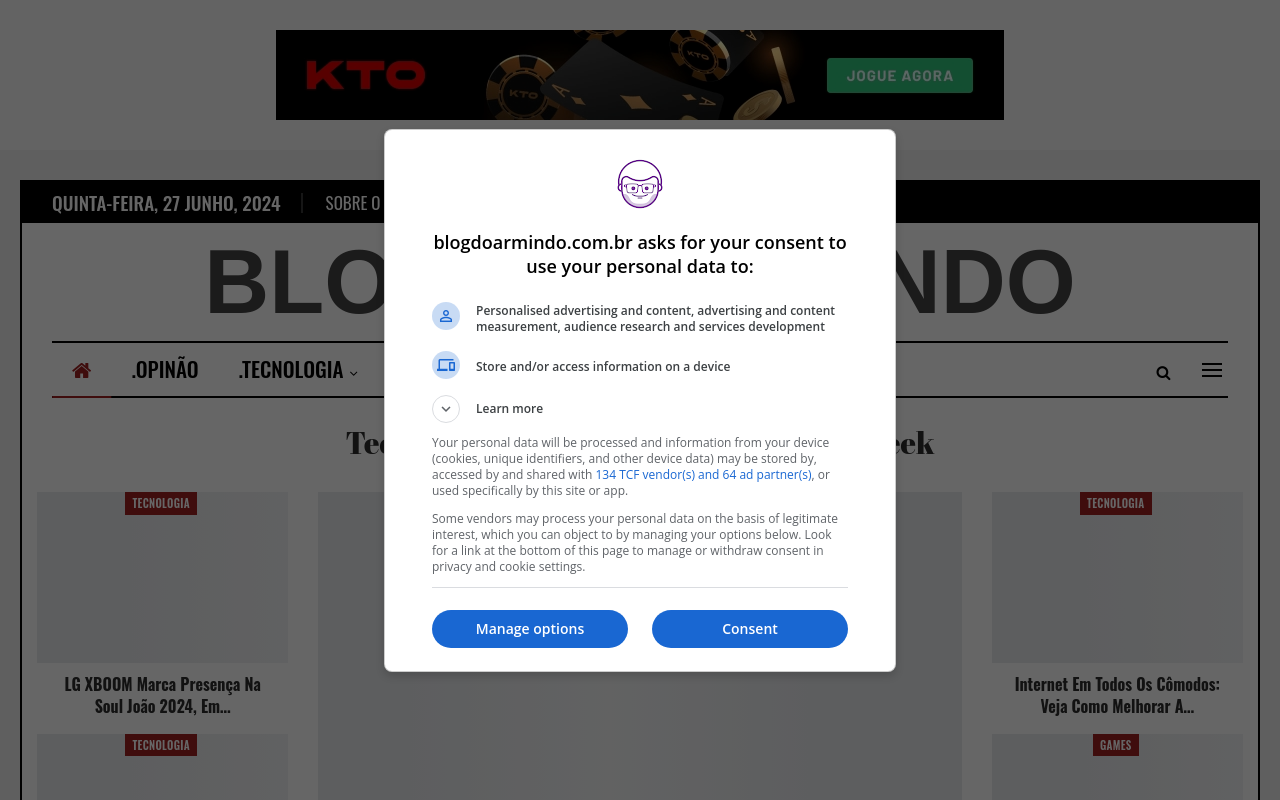 KTO
KTO
KTO
JOGUE AGORA
QUINTA-FEIRA, 27 JUNHO, 2024
SOBRE O
BLO
NDO
.OPINÃO
.TECNOLOGIA
blogdoarmindo.com.br asks for your consent to
use your personal data to:
Personalised advertising and content, advertising and content
measurement, audience research and services development
Store and/or access information on a device
Learn more
Your personal data will be processed and information from your device
(cookies, unique identifiers, and other device data) may be stored by,
accessed by and shared with 134 TCF vendor(s) and 64 ad partner(s), or
used specifically by this site or app.
Some vendors may process your personal data on the basis of legitimate
interest, which you can object to by managing your options below. Look
for a link at the bottom of this page to manage or withdraw consent in
privacy and cookie settings.
Manage options
Consent
TECNOLOGIA
LG XBOOM Marca Presença Na
Soul João 2024, Em...
TECNOLOGIA
TECNOLOGIA
Internet Em Todos Os Cômodos:
Veja Como Melhorar A...
GAMES